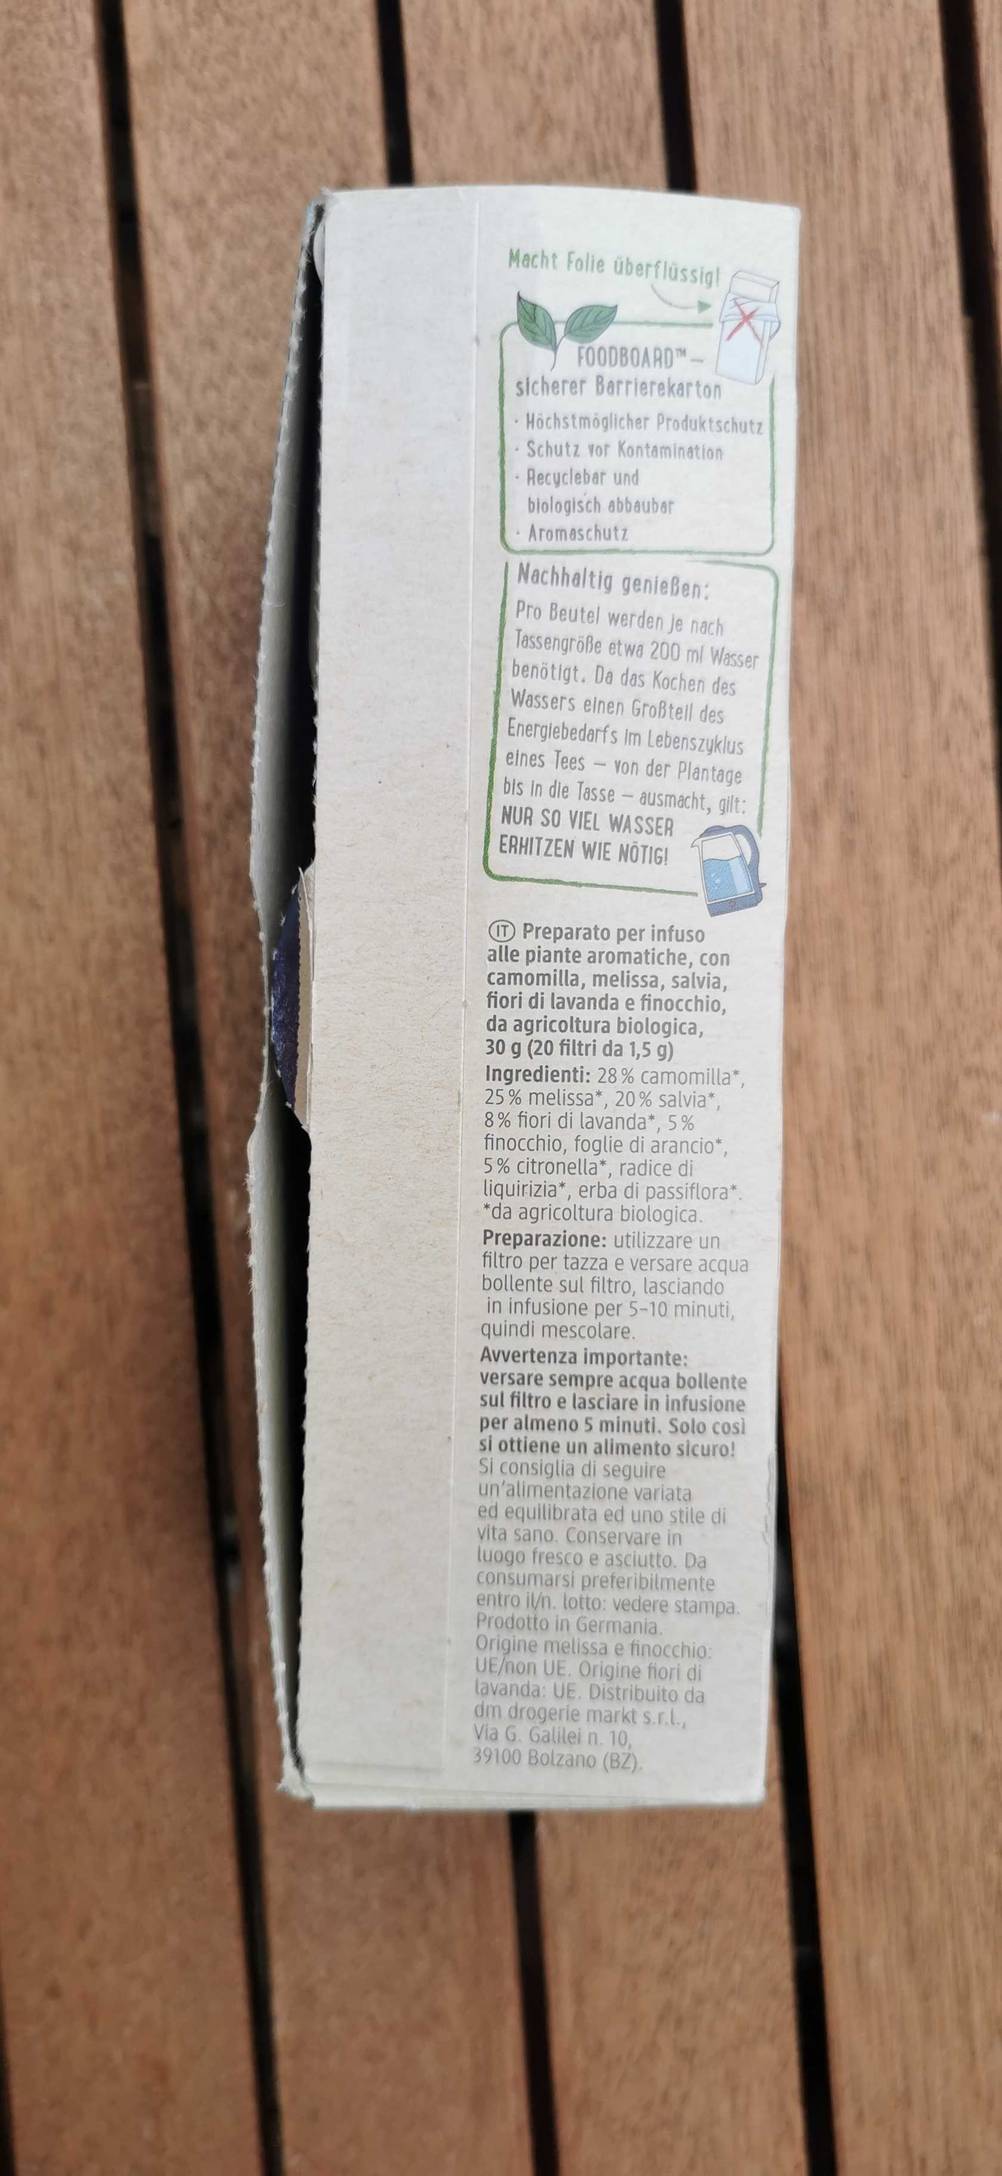 Macht Folie überflüssig!
FOODBOARD™ –
sicherer Barrierekarton
· Höchstmöglicher Produktschutz
· Schutz vor Kontamination
· Recyclebar und
biologisch abbaubar
· Aromaschutz
Nachhaltig genießen:
Pro Beutel werden je nach
Tassengröße etwa 200 ml Wasser
benötigt. Da das Kochen des
Wassers einen Großteil des
Energiebedarfs im Lebenszyklus
eines Tees – von der Plantage
bis in die Tasse – ausmacht, gilt:
NUR SO VIEL WASSER
ERHITZEN WIE NÖTIG!
IT Preparato per infuso
alle piante aromatiche, con
camomilla, melissa, salvia,
fiori di lavanda e finocchio,
da agricoltura biologica,
30 g (20 filtri da 1,5 g)
Ingredienti: 28% camomilla*,
25% melissa*, 20% salvia*,
8% fiori di lavanda*, 5%
finocchio, foglie di arancio*,
5% citronella*, radice di
liquirizia*, erba di passiflora*.
*da agricoltura biologica.
Preparazione: utilizzare un
filtro per tazza e versare acqua
bollente sul filtro, lasciando
in infusione per 5-10 minuti,
quindi mescolare.
Avvertenza importante:
versare sempre acqua bollente
sul filtro e lasciare in infusione
per almeno 5 minuti. Solo così
si ottiene un alimento sicuro!
Si consiglia di seguire
un'alimentazione variata
ed equilibrata ed uno stile di
vita sano. Conservare in
luogo fresco e asciutto. Da
consumarsi preferibilmente
entro il/n. lotto: vedere stampa.
Prodotto in Germania.
Origine melissa e finocchio:
UE/non UE. Origine fiori di
lavanda: UE. Distribuito da
dm drogerie markt s.r.l.,
Via G. Galilei n. 10,
39100 Bolzano (BZ).